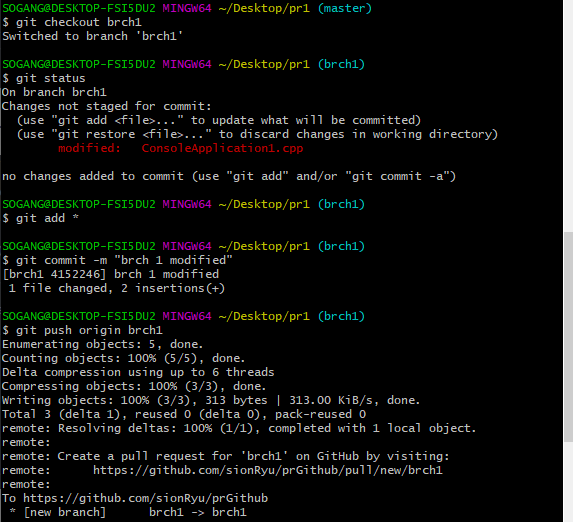 SOGANG@DESKTOP-FSI5DU2 MINGW64 ~/Desktop/pr1 (master)
$ git checkout brch1
Switched to branch 'brch1'

SOGANG@DESKTOP-FSI5DU2 MINGW64 ~/Desktop/pr1 (brch1)
$ git status
On branch brch1
Changes not staged for commit:
  (use "git add <file>..." to update what will be committed)
  (use "git restore <file>..." to discard changes in working directory)
        modified:   ConsoleApplication1.cpp

no changes added to commit (use "git add" and/or "git commit -a")

SOGANG@DESKTOP-FSI5DU2 MINGW64 ~/Desktop/pr1 (brch1)
$ git add *

SOGANG@DESKTOP-FSI5DU2 MINGW64 ~/Desktop/pr1 (brch1)
$ git commit -m "brch 1 modified"
[brch1 4152246] brch 1 modified
 1 file changed, 2 insertions(+)

SOGANG@DESKTOP-FSI5DU2 MINGW64 ~/Desktop/pr1 (brch1)
$ git push origin brch1
Enumerating objects: 5, done.
Counting objects: 100% (5/5), done.
Delta compression using up to 6 threads
Compressing objects: 100% (3/3), done.
Writing objects: 100% (3/3), 313 bytes | 313.00 KiB/s, done.
Total 3 (delta 1), reused 0 (delta 0), pack-reused 0
remote: Resolving deltas: 100% (1/1), completed with 1 local object.
remote:
remote: Create a pull request for 'brch1' on GitHub by visiting:
remote:      https://github.com/sionRyu/prGithub/pull/new/brch1
remote:
To https://github.com/sionRyu/prGithub
 * [new branch]      brch1 -> brch1